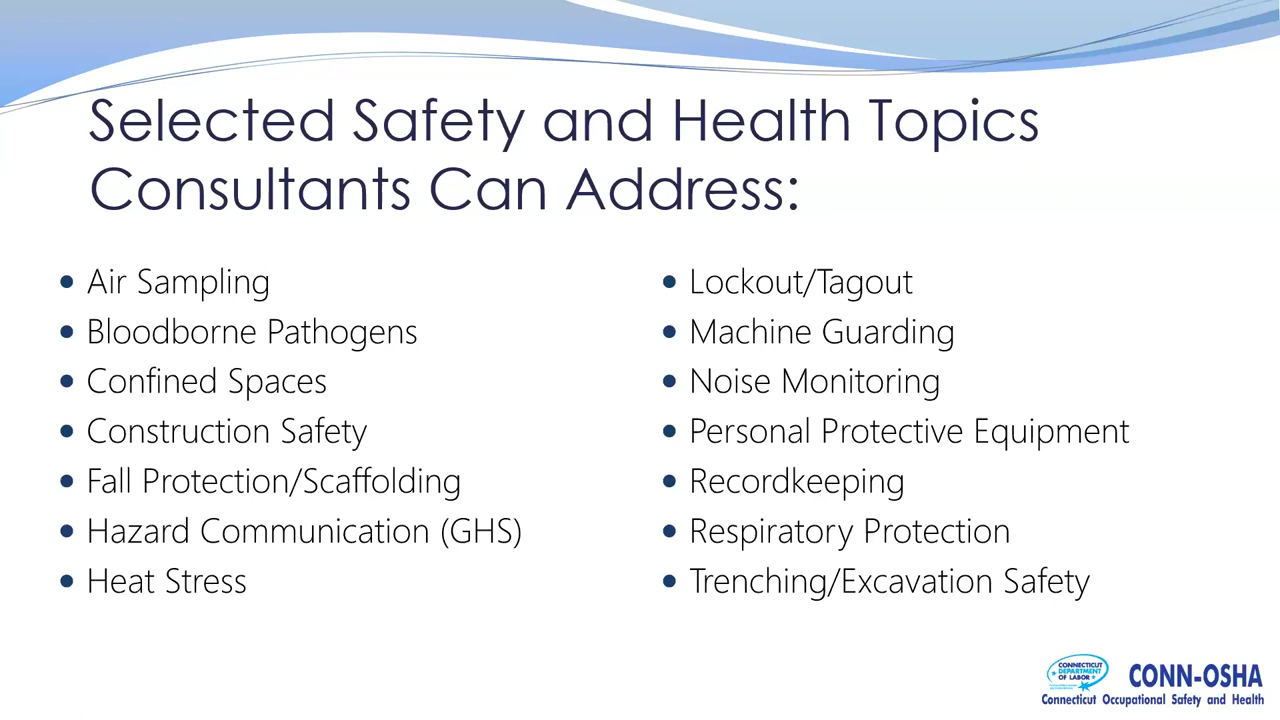 Selected Safety and Health Topics
Consultants Can Address:
• Air Sampling
• Bloodborne Pathogens
• Confined Spaces
• Construction Safety
• Fall Protection/Scaffolding
• Hazard Communication (GHS)
• Heat Stress
• Lockout/Tagout
• Machine Guarding
• Noise Monitoring
• Personal Protective Equipment
• Recordkeeping
• Respiratory Protection
• Trenching/Excavation Safety
CONNECTICUT
DEPARTMENT
OF LABOR
CONN-OSHA
Connecticut Occupational Safety and Health